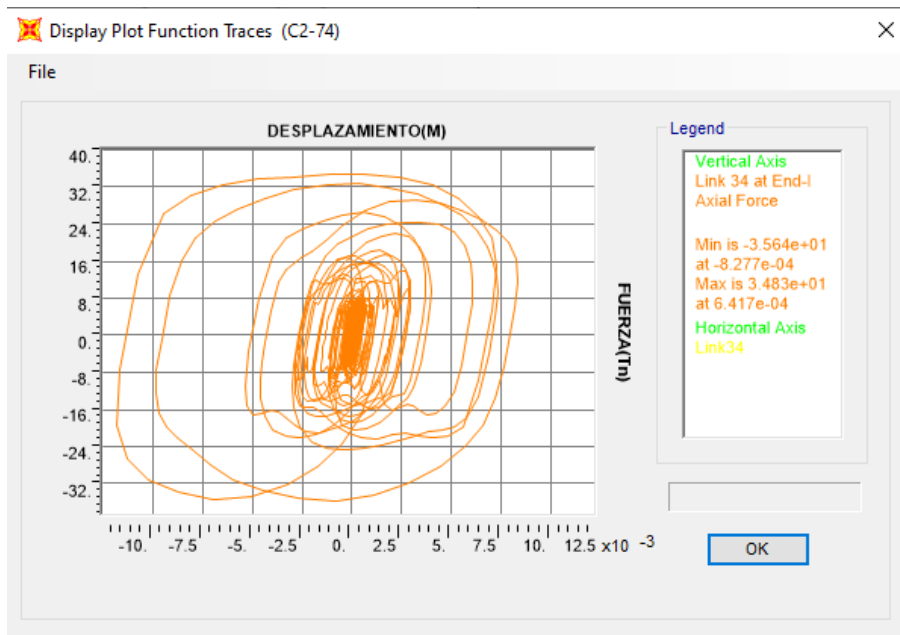 Display Plot Function Traces (C2-74)
File
DESPLAZAMIENTO(M)
40.
32.
24.
16.
8.
0.
-8.
-16.
-24.
-32.
-10. -7.5 -5. -2.5 0. 2.5 5. 7.5 10. 12.5 x10 -3
FUERZA(Tn)
Legend
Vertical Axis
Link 34 at End-I
Axial Force
Min is -3.564e+01
at -8.277e-04
Max is 3.483e+01
at 6.417e-04
Horizontal Axis
Link34
OK